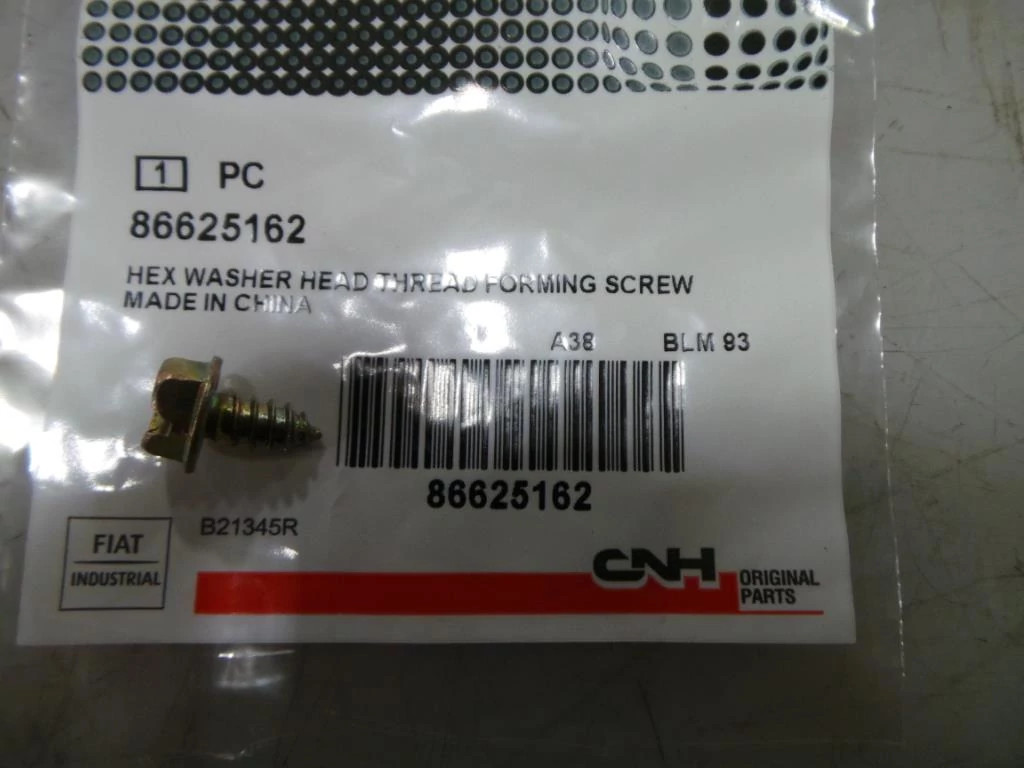 1 PC
86625162
HEX WASHER HEAD THREAD FORMING SCREW
MADE IN CHINA
A38 BLM 93
86625162
B21345R
FIAT
INDUSTRIAL
CNH
ORIGINAL
PARTS